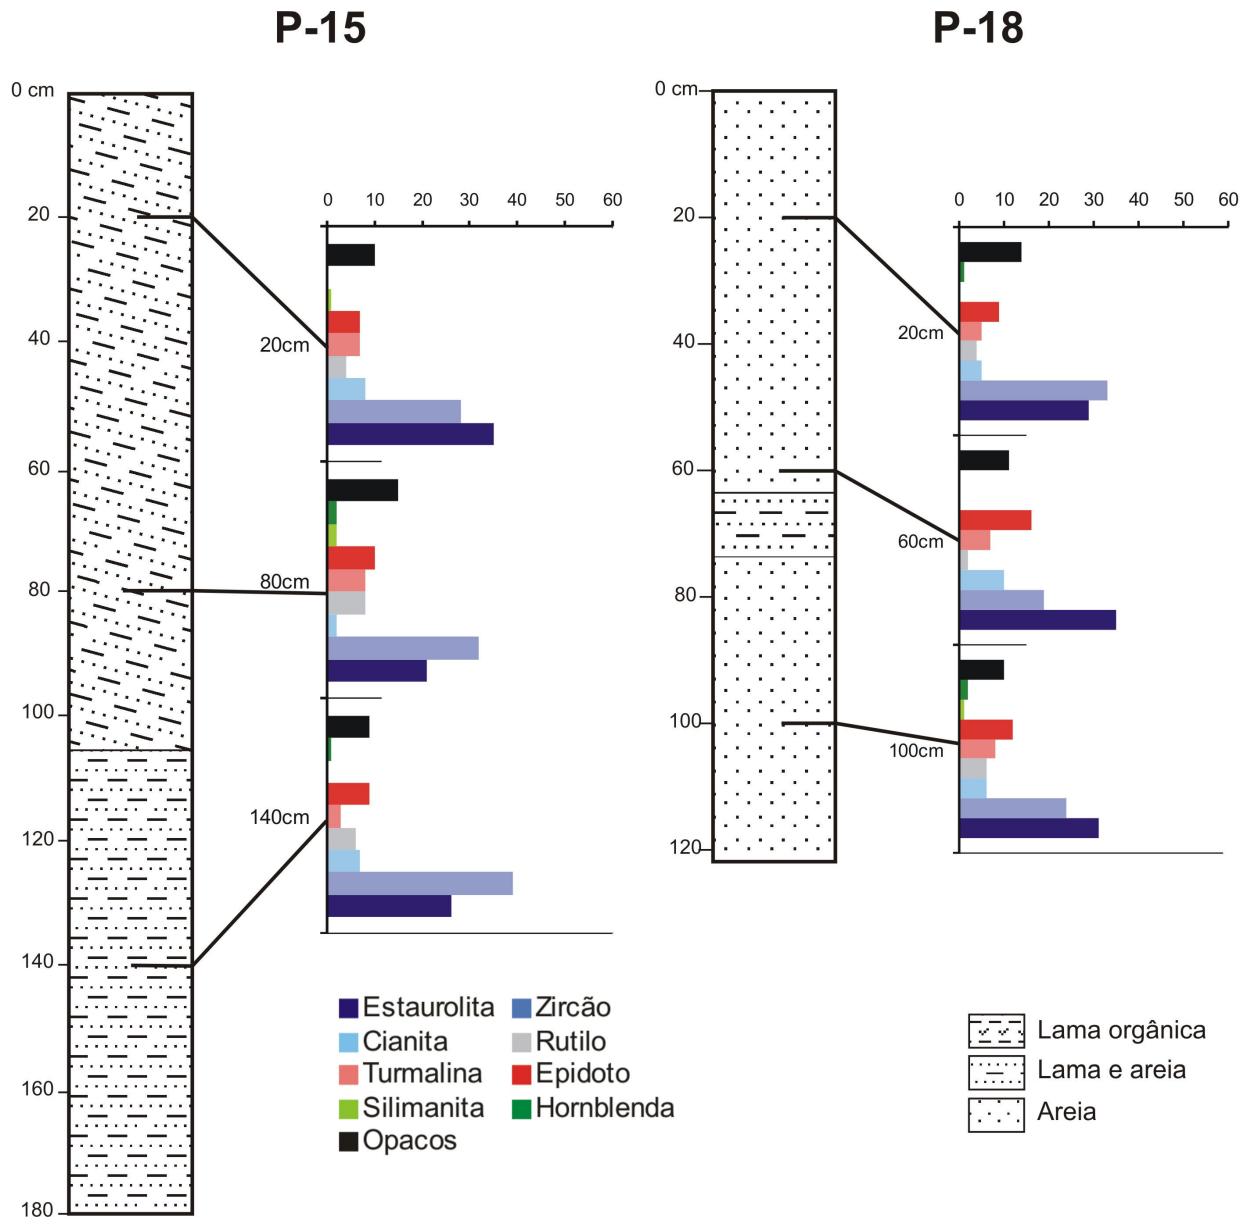 P-15
P-18
0 cm
20
40
60
80
100
120
140
160
180
0 10 20 30 40 50 60
20cm
80cm
140cm
0 cm
20
40
60
80
100
120
0 10 20 30 40 50 60
20cm
60cm
100cm
Estaurolita Zircão
Cianita Rutilo
Turmalina Epidoto
Silimanita Hornblenda
Opacos
Lama orgânica
Lama e areia
Areia